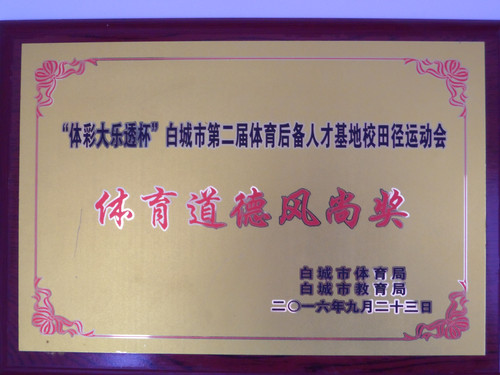 “体彩大乐透杯”白城市第二届体育后备人才基地校田径运动会
体育道德风尚奖
白城市体育局
白城市教育局
二〇一六年九月二十三日